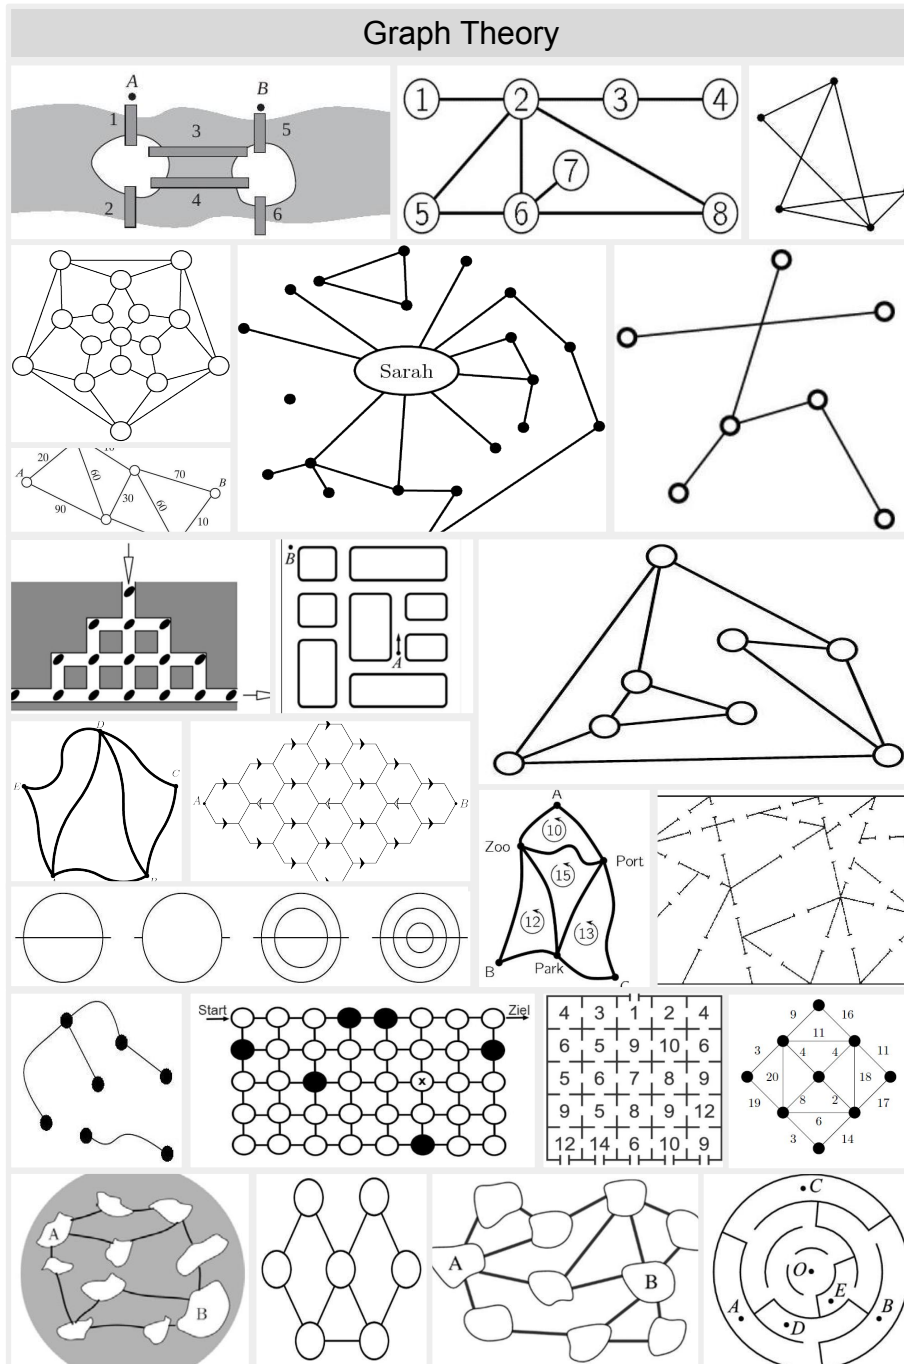 Graph Theory
A B
1 3 5
2 4 6
1 2 3 4
7
5 6 8
Sarah
20 60 70
A B
90 30 60 10
B
A
D
E C
A B
A
10
Zoo Port
15
12 13
B Park C
Start Ziel
x
4 3 1 2 4
6 5 9 10 6
5 6 7 8 9
9 5 8 9 12
12 14 6 10 9
9 16
11
3 4 4 11
20 18
19 8 2 17
6
3 14
A
B
A
B
C
O
E
A D B